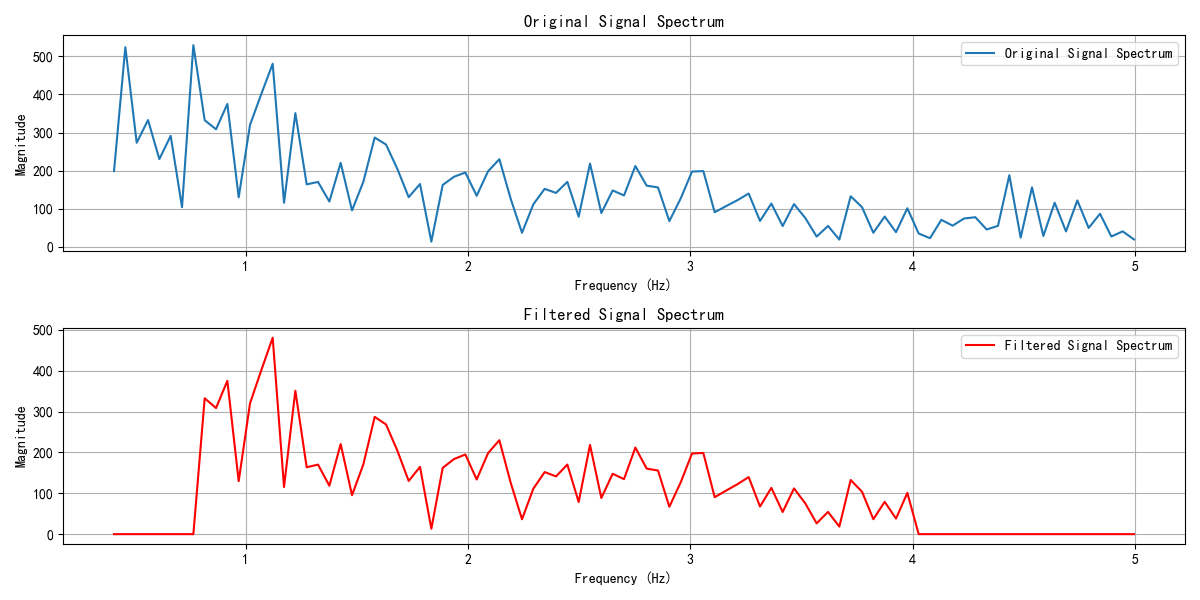 Original Signal Spectrum
Original Signal Spectrum
Magnitude
500
400
300
200
100
0
1
2
3
4
5
Frequency (Hz)
Filtered Signal Spectrum
Filtered Signal Spectrum
Magnitude
500
400
300
200
100
0
1
2
3
4
5
Frequency (Hz)